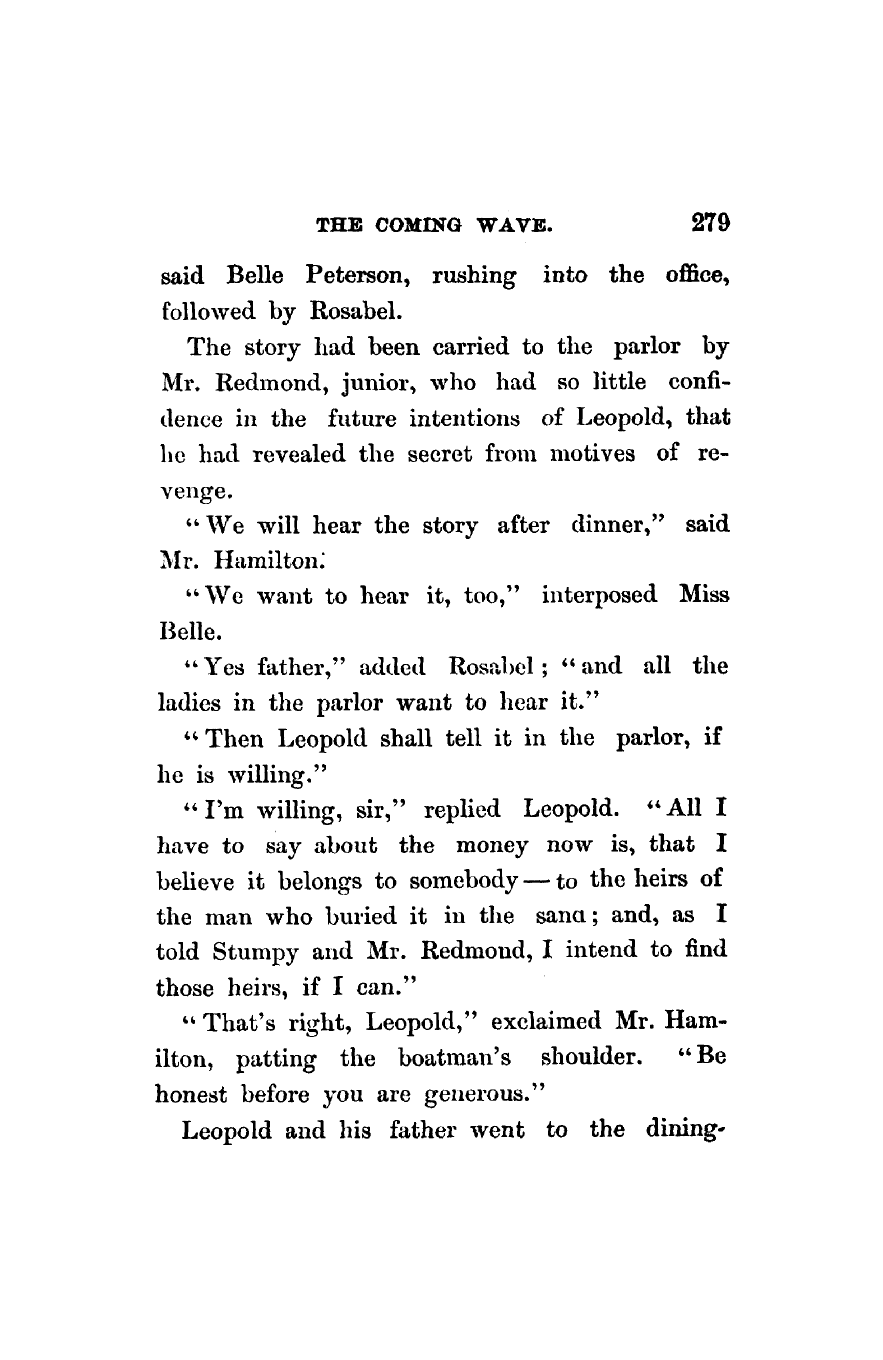 THE COMING WAVE. 279
said Belle Peterson, rushing into the office,
followed by Rosabel.
The story had been carried to the parlor by
Mr. Redmond, junior, who had so little confi-
dence in the future intentions of Leopold, that
he had revealed the secret from motives of re-
venge.
“We will hear the story after dinner,” said
Mr. Hamilton.
“We want to hear it, too,” interposed Miss
Belle.
“Yes father,” added Rosabel; “and all the
ladies in the parlor want to hear it.”
“Then Leopold shall tell it in the parlor, if
he is willing.”
“I’m willing, sir,” replied Leopold. “All I
have to say about the money now is, that I
believe it belongs to somebody — to the heirs of
the man who buried it in the sand; and, as I
told Stumpy and Mr. Redmond, I intend to find
those heirs, if I can.”
“That’s right, Leopold,” exclaimed Mr. Ham-
ilton, patting the boatman’s shoulder. “Be
honest before you are generous.”
Leopold and his father went to the dining-